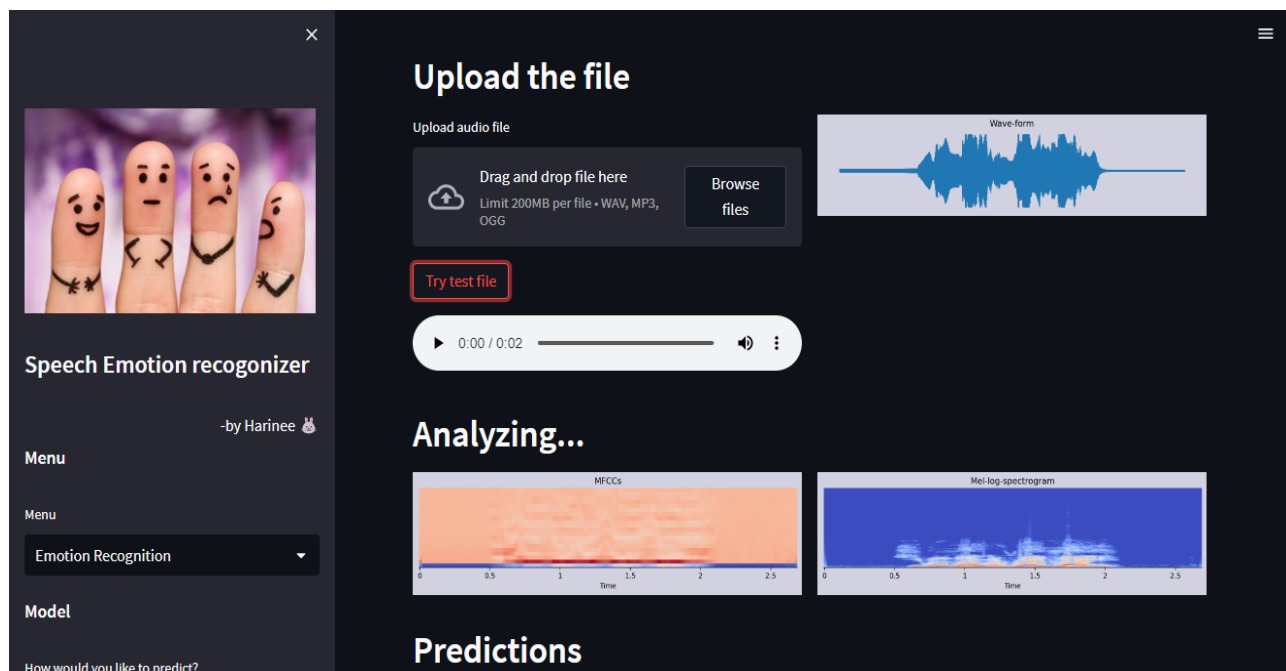 Speech Emotion recogonizer
-by Harinee
Menu
Menu
Emotion Recognition
Model
How would you like to predict?
Upload the file
Upload audio file
Drag and drop file here
Limit 200MB per file • WAV, MP3,
OGG
Browse
files
Wave-form
Try test file
0:00 / 0:02
Analyzing...
MFCCs
0 0.5 1 1.5 2 2.5
Time
Mel-log-spectrogram
0 0.5 1 1.5 2 2.5
Time
Predictions